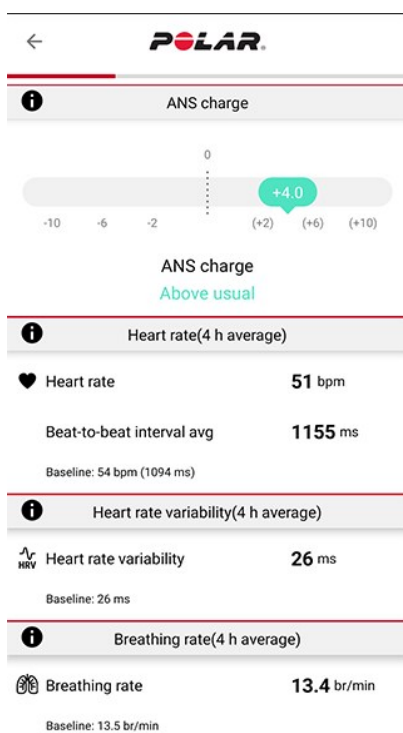 POLAR.
ANS charge
0
+4.0
-10 -6 -2 (+2) (+6) (+10)
ANS charge
Above usual
Heart rate(4 h average)
Heart rate 51 bpm
Beat-to-beat interval avg 1155 ms
Baseline: 54 bpm (1094 ms)
Heart rate variability(4 h average)
HRV Heart rate variability 26 ms
Baseline: 26 ms
Breathing rate(4 h average)
Breathing rate 13.4 br/min
Baseline: 13.5 br/min